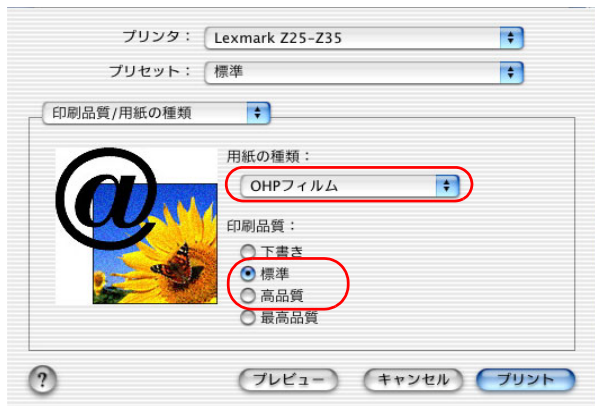 プリンタ： Lexmark Z25-Z35
プリセット： 標準
印刷品質/用紙の種類
用紙の種類：
OHPフィルム
印刷品質：
下書き
標準
高品質
最高品質
@
? プレビュー キャンセル プリント